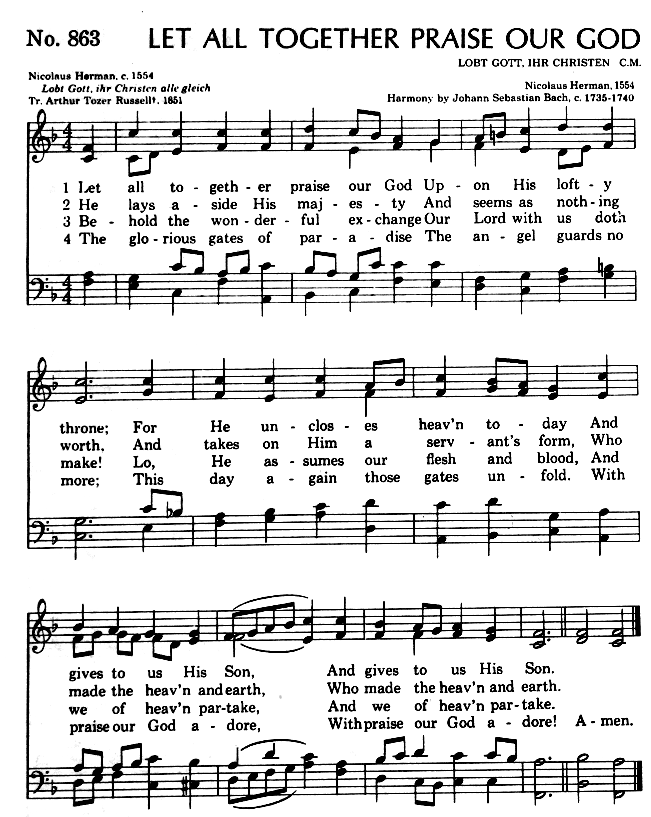 No. 863 LET ALL TOGETHER PRAISE OUR GOD
LOBT GOTT, IHR CHRISTEN C.M.
Nicolaus Herman, c. 1554
Lobt Gott, ihr Christen alle gleich
Tr. Arthur Tozer Russell†, 1851
Nicolaus Herman, 1554
Harmony by Johann Sebastian Bach, c. 1735-1740
1 Let all to - geth - er praise our God Up - on His loft - y
2 He lays a - side His maj - es - ty And seems as noth - ing
3 Be - hold the won - der - ful ex - change Our Lord with us doth
4 The glo - rious gates of par - a - dise The an - gel guards no
throne; For He un - clos - es heav'n to - day And
worth, And takes on Him a serv - ant's form, Who
make! Lo, He as - sumes our flesh and blood, And
more; This day a - gain those gates un - fold. With
gives to us His Son, And gives to us His Son.
made the heav'n and earth, Who made the heav'n and earth.
we of heav'n par-take, And we of heav'n par-take.
praise our God a - dore, With praise our God a - dore! A - men.